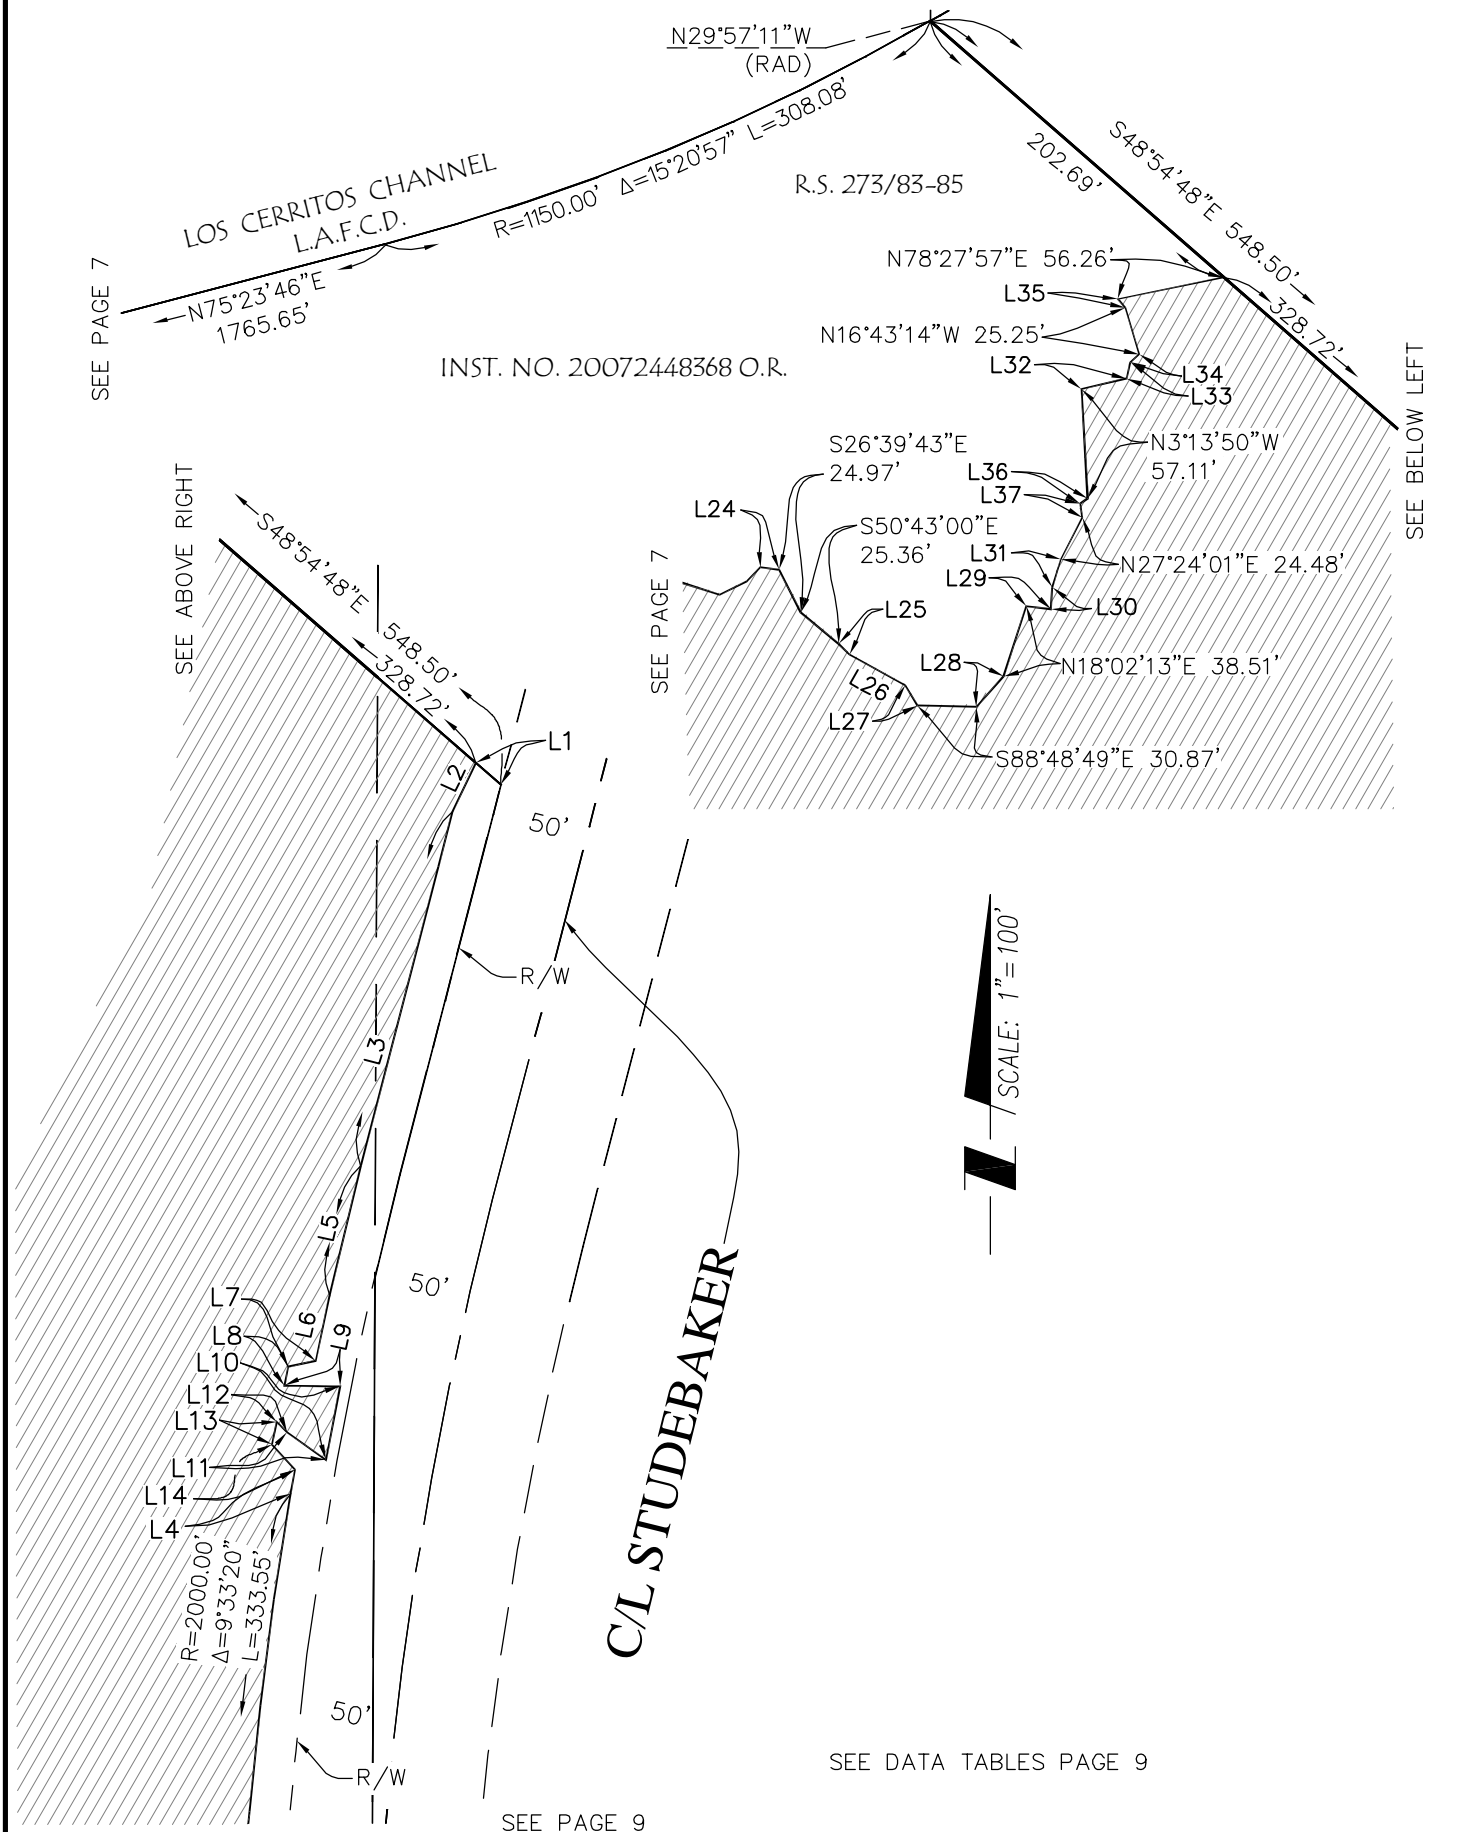 N29°57'11"W
(RAD)
LOS CERRITOS CHANNEL
L.A.F.C.D.
R=1150.00' Δ=15°20'57" L=308.08'
R.S. 273/83-85
202.69'
S48°54'48"E 548.50'
328.72'
SEE PAGE 7
N75°23'46"E
1765.65'
INST. NO. 20072448368 O.R.
N78°27'57"E 56.26'
L35
N16°43'14"W 25.25'
L32
L34
L33
SEE BELOW LEFT
S26°39'43"E
24.97'
N3°13'50"W
57.11'
L36
L37
L24
S50°43'00"E
25.36'
L31
N27°24'01"E 24.48'
L29
L30
L25
SEE PAGE 7
L28
N18°02'13"E 38.51'
L26
L27
S88°48'49"E 30.87'
SEE ABOVE RIGHT
S48°54'48"E 548.50'
328.72'
L1
L2
50'
R/W
L3
SCALE: 1"=100'
N
L5
50'
L7
L6
L8
L9
L10
L12
L13
L11
L14
L4
R=2000.00'
Δ=9°33'20"
L=333.55'
C/L STUDEBAKER
50'
R/W
SEE DATA TABLES PAGE 9
SEE PAGE 9